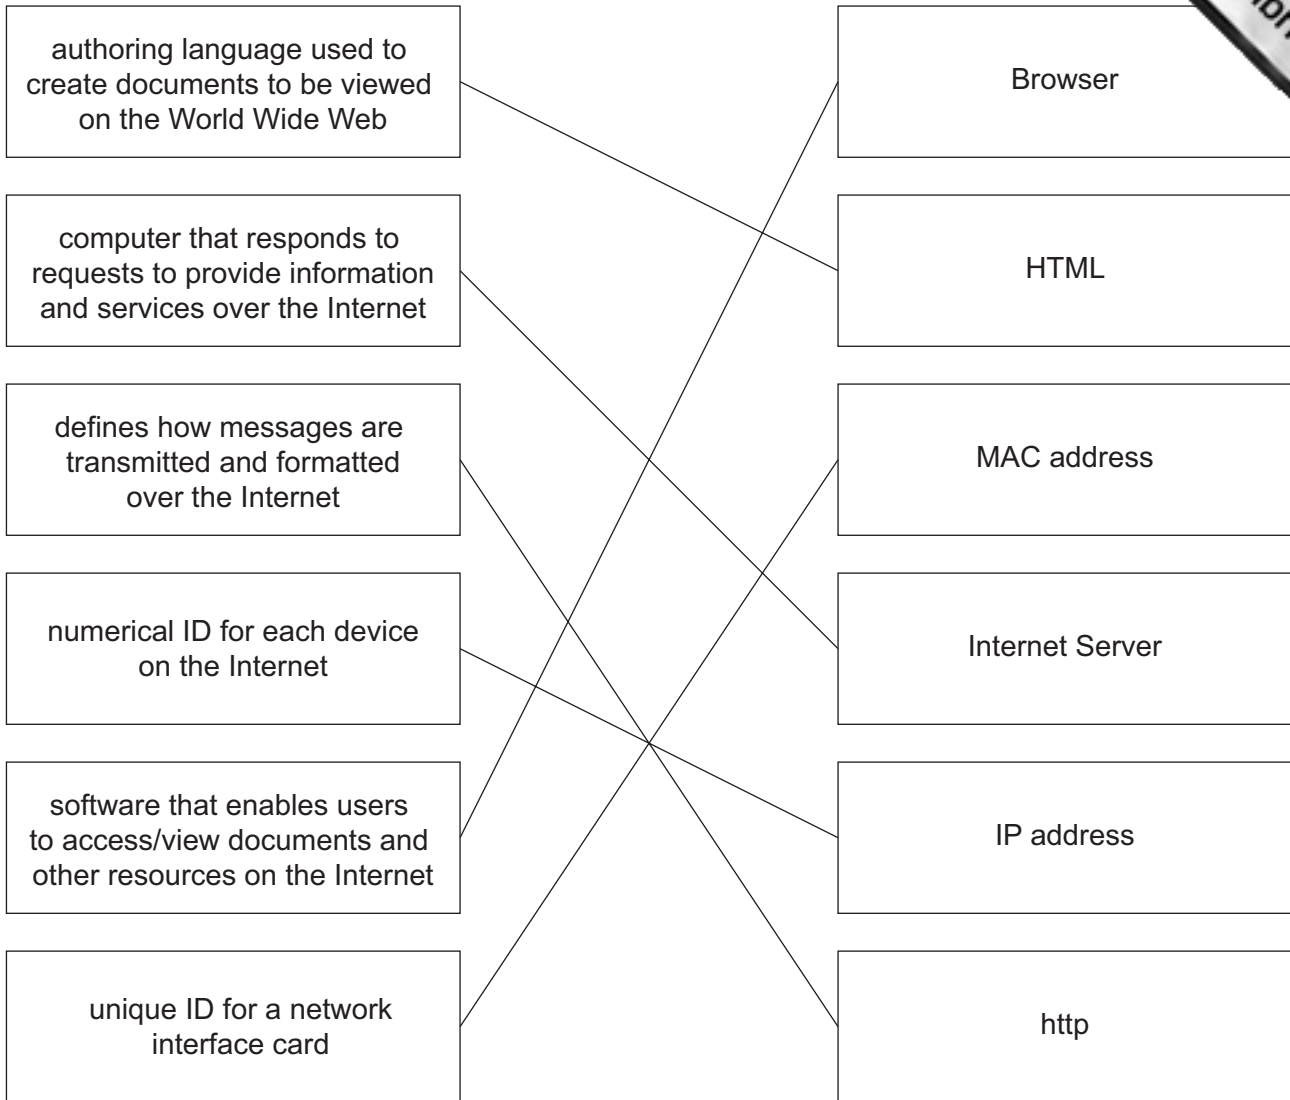 authoring language used to
create documents to be viewed
on the World Wide Web
Browser
computer that responds to
requests to provide information
and services over the Internet
HTML
defines how messages are
transmitted and formatted
over the Internet
MAC address
numerical ID for each device
on the Internet
Internet Server
software that enables users
to access/view documents and
other resources on the Internet
IP address
unique ID for a network
interface card
http